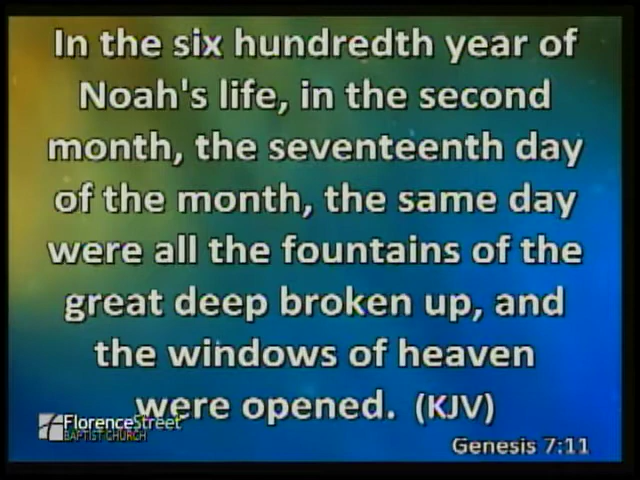 In the six hundredth year of
Noah's life, in the second
month, the seventeenth day
of the month, the same day
were all the fountains of the
great deep broken up, and
the windows of heaven
were opened. (KJV)
FlorenceStreet
BAPTIST CHURCH
Genesis 7:11